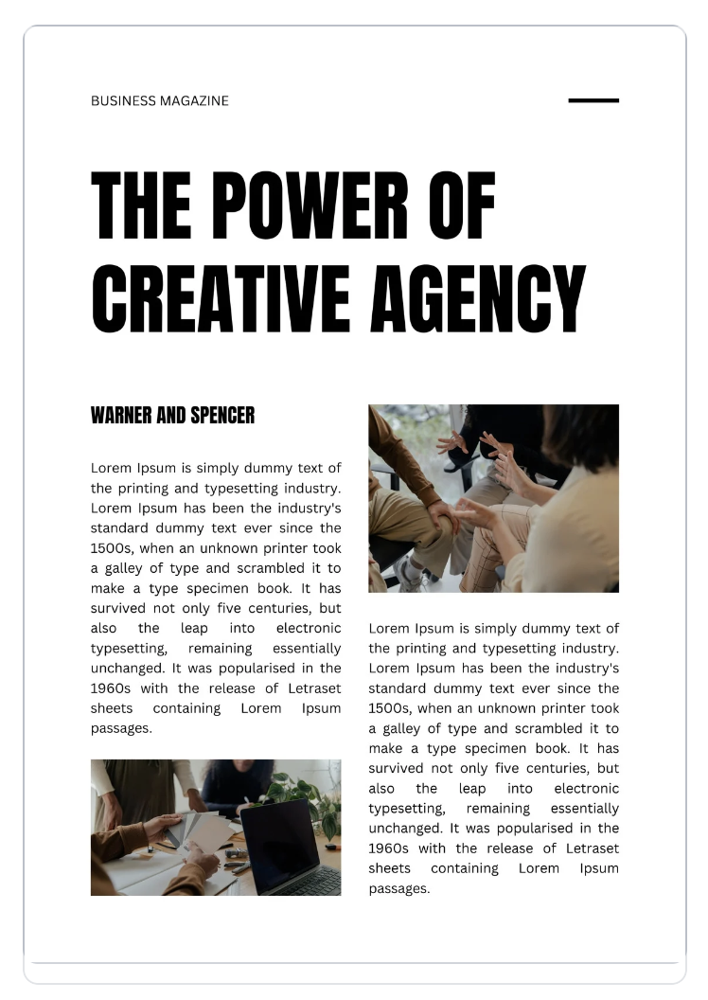 BUSINESS MAGAZINE
THE POWER OF
CREATIVE AGENCY
WARNER AND SPENCER
Lorem Ipsum is simply dummy text of
the printing and typesetting industry.
Lorem Ipsum has been the industry's
standard dummy text ever since the
1500s, when an unknown printer took
a galley of type and scrambled it to
make a type specimen book. It has
survived not only five centuries, but
also the leap into electronic
typesetting, remaining essentially
unchanged. It was popularised in the
1960s with the release of Letraset
sheets containing Lorem Ipsum
passages.
Lorem Ipsum is simply dummy text of
the printing and typesetting industry.
Lorem Ipsum has been the industry's
standard dummy text ever since the
1500s, when an unknown printer took
a galley of type and scrambled it to
make a type specimen book. It has
survived not only five centuries, but
also the leap into electronic
typesetting, remaining essentially
unchanged. It was popularised in the
1960s with the release of Letraset
sheets containing Lorem Ipsum
passages.